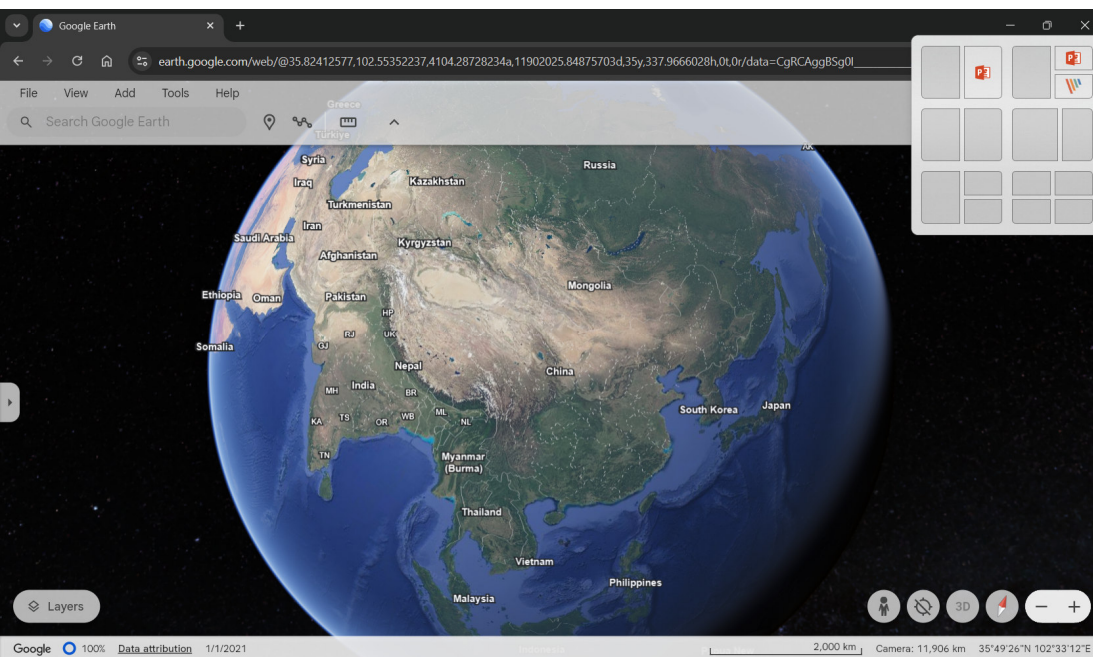 Google Earth
earth.google.com/web/@35.82412577,102.55352237,4104.28728234a,11902025.84875703d,35y,337.9666028h,0t,0r/data=CgRCAggBSg0I
File View Add Tools Help
Greece
Search Google Earth
Türkiye
AK
Syria
Russia
Iraq
Kazakhstan
Turkmenistan
Iran
Saudi Arabia
Kyrgyzstan
Afghanistan
Mongolia
Ethiopia
Oman
Pakistan
HP
RJ
UK
GJ
Somalia
Nepal
China
India
MH
BR
South Korea
Japan
ML
WB
TS
KA
OR
NL
TN
Myanmar
(Burma)
Thailand
Vietnam
Philippines
Malaysia
Layers
3D
Google 100% Data attribution 1/1/2021 Indonesia 2,000 km Camera: 11,906 km 35°49'26"N 102°33'12"E